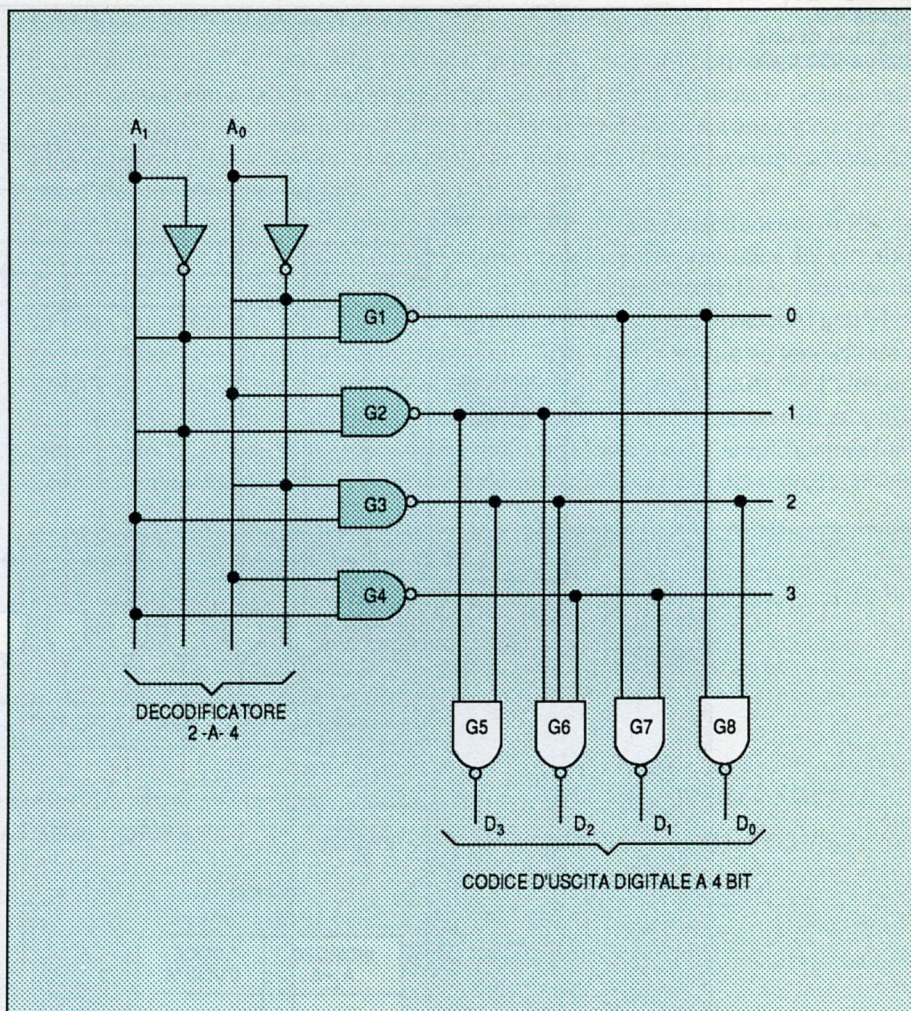 A₁ A₀
G1 0
G2 1
G3 2
G4 3
DECODIFICATORE
2 -A- 4
G5 G6 G7 G8
D₃ D₂ D₁ D₀
CODICE D'USCITA DIGITALE A 4 BIT